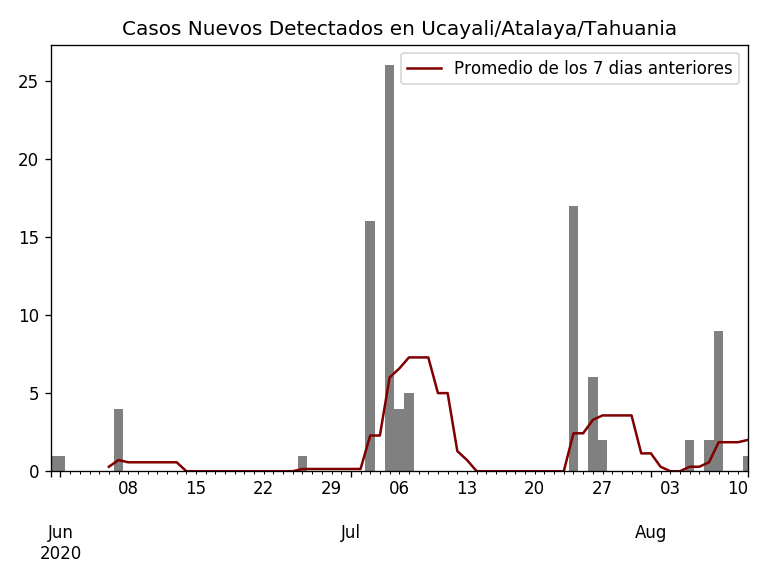 Casos Nuevos Detectados en Ucayali/Atalaya/Tahuania
Promedio de los 7 dias anteriores
25
20
15
10
5
0
08 15 22 29 06 13 20 27 03 10
Jun Jul Aug
2020